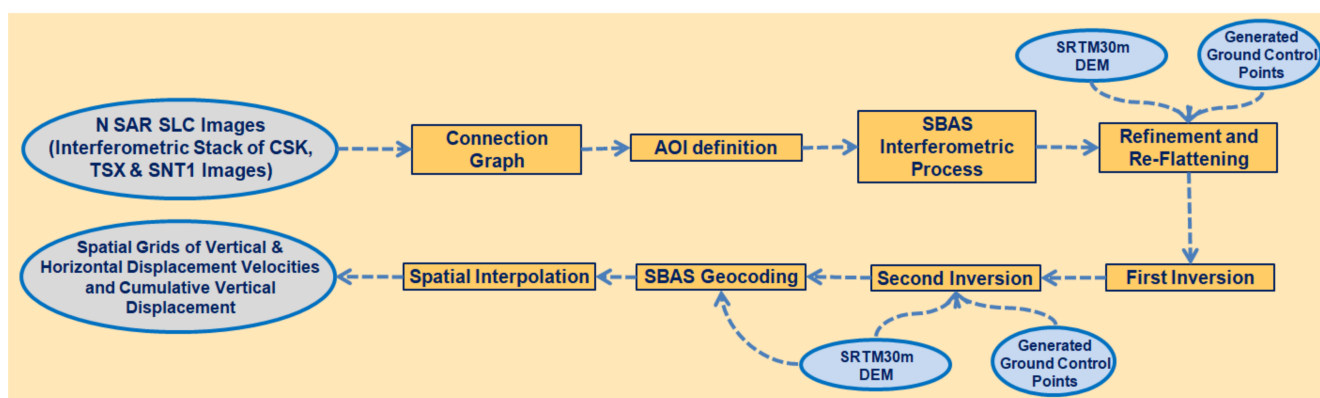 N SAR SLC Images
(Interferometric Stack of CSK,
TSX & SNT1 Images)
Connection
Graph
AOI definition
SBAS
Interferometric
Process
SRTM30m
DEM
Generated
Ground Control
Points
Refinement and
Re-Flattening
First Inversion
Second Inversion
SRTM30m
DEM
Generated
Ground Control
Points
SBAS Geocoding
Spatial Interpolation
Spatial Grids of Vertical &
Horizontal Displacement Velocities
and Cumulative Vertical
Displacement